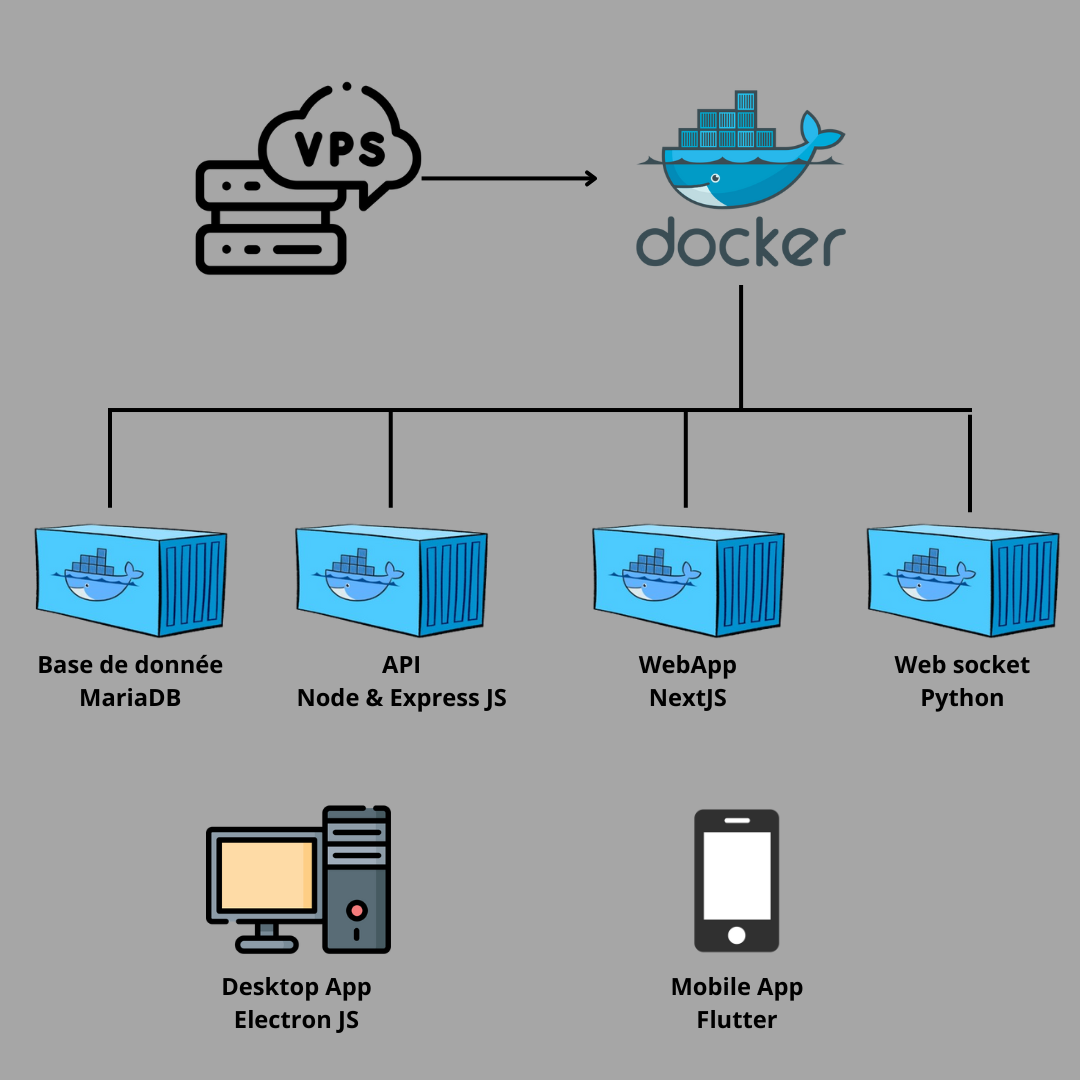 VPS
docker
Base de donnée
MariaDB
API
Node & Express JS
WebApp
NextJS
Web socket
Python
Desktop App
Electron JS
Mobile App
Flutter